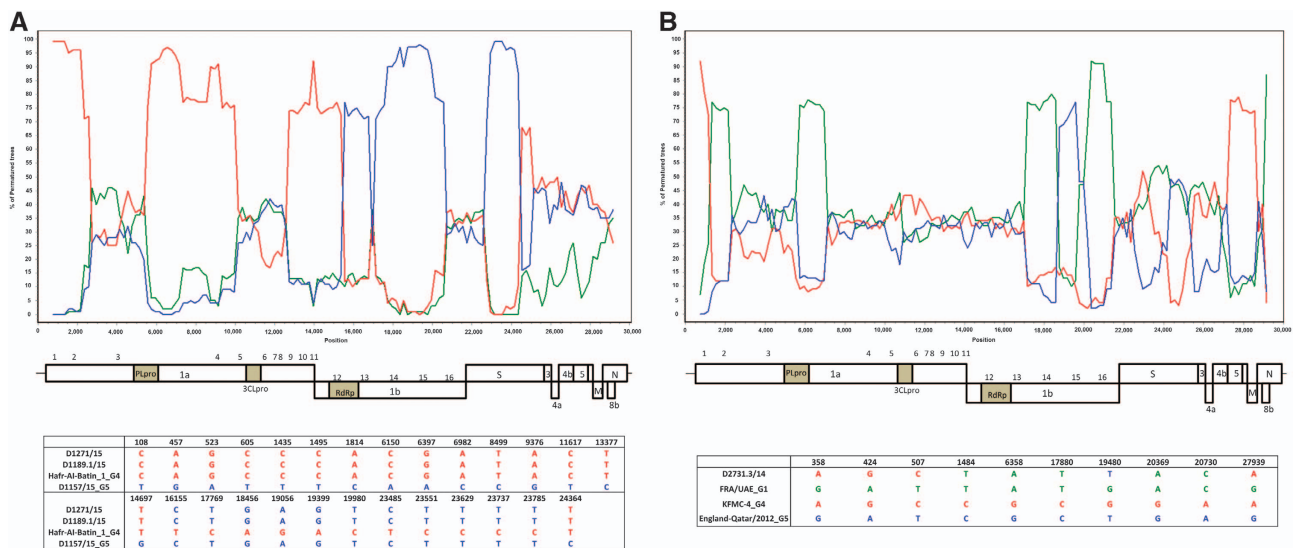 A
% of Permatured trees
100
95
90
85
80
75
70
65
60
55
50
45
40
35
30
25
20
15
10
5
0
0 2,000 4,000 6,000 8,000 10,000 12,000 14,000 16,000 18,000 20,000 22,000 24,000 26,000 28,000 30,000
Position
1 2 3 4 5 6 7 8 9 10 11
PLpro 1a 3CLpro
12 13 14 15 16
RdRp 1b
S 3 4a 4b 5 M N 8b
108 457 523 605 1435 1495 1814 6150 6397 6982 8499 9376 11617 13377
D1271/15 C A G C C C A C G A T A C T
D1189.1/15 C A G C C C A C G A T A C T
Hafr-Al-Batin_1_G4 C A G C C C A C G A T A C T
D1157/15_G5 T G A T T T C A A C C G T C
14697 16155 17769 18456 19056 19399 19980 23485 23551 23629 23737 23785 24364
D1271/15 T C T G A G T C T T T T T
D1189.1/15 T C T G A G T C T T T T T
Hafr-Al-Batin_1_G4 T T C A G A C T C C C C T
D1157/15_G5 G C T G A G T C T T T T C
B
% of Permatured trees
100
95
90
85
80
75
70
65
60
55
50
45
40
35
30
25
20
15
10
5
0
0 2,000 4,000 6,000 8,000 10,000 12,000 14,000 16,000 18,000 20,000 22,000 24,000 26,000 28,000 30,000
Position
1 2 3 4 5 6 7 8 9 10 11
PLpro 1a 3CLpro
12 13 14 15 16
RdRp 1b
S 3 4a 4b 5 M N 8b
358 424 507 1484 6358 17880 19480 20369 20730 27939
D2731.3/14 A G C T A T T A C A
FRA/UAE_G1 G A T T A T C A C G
KFMC-4_G4 A G C C G C G A A
England-Qatar/2012_G5 G A T C G C T G A G